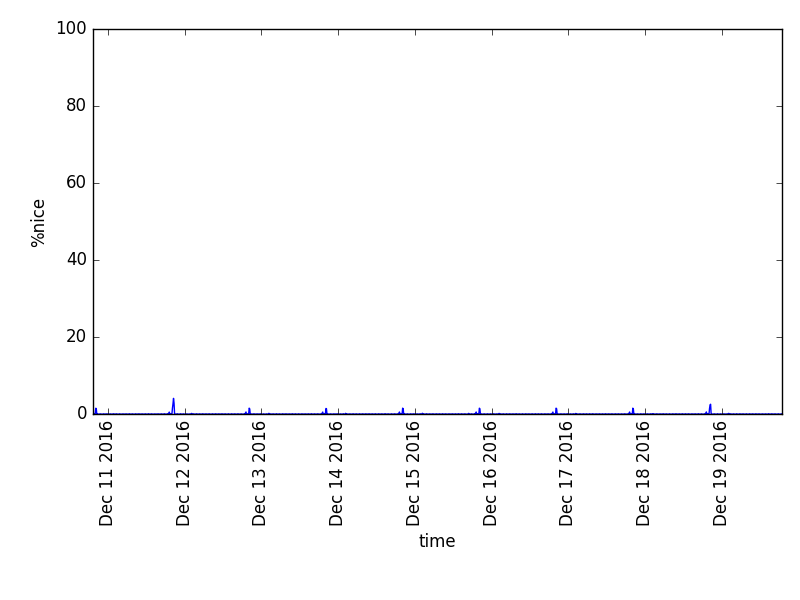 100
80
60
40
20
0
%nice
Dec 11 2016
Dec 12 2016
Dec 13 2016
Dec 14 2016
Dec 15 2016
Dec 16 2016
Dec 17 2016
Dec 18 2016
Dec 19 2016
time